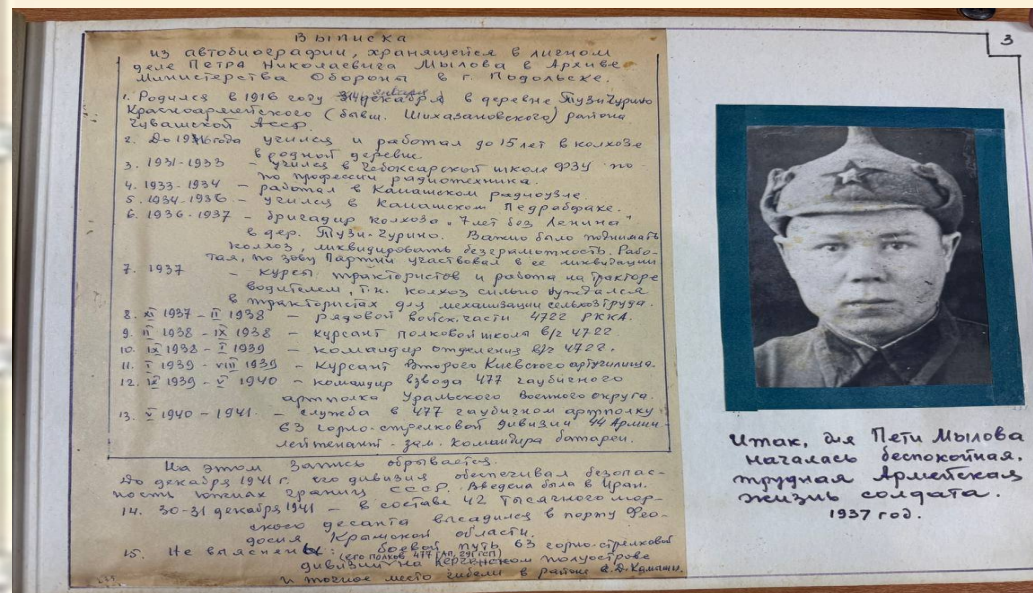 Выписка
из автобиографии, хранящейся в личном
деле Петра Николаевича Мылова в Архиве
Министерства Обороны в г. Подольске.
1. Родился в 1916 году января в деревне Тузи-Чурино
Красноармейского (бывш. Шихазановского) района
Чувашской АССР.
2. До года учился и работал до 15 лет в колхозе
в родной деревне
3. 1931-1933 – учился в Чебоксарской школе ФЗУ по-
по профессии радиотехника.
4. 1933-1934 – работал в Канашском радиоузле.
5. 1934-1936 – учился в Канашском Педрабфаке.
6. 1936-1937 – бригадир колхоза "7 лет без Ленина"
в дер. Тузи-Чурино. Важно было поднимать
колхоз, ликвидировать безграмотность. Рабо-
тая, по зову Партии участвовал в ее ликвидации
7. 1937 – курсы трактористов и работа на тракторе
водителем, т.к. колхоз сильно нуждался
в трактористах для механизации сельхозтруда.
8. XI 1937 – II 1938 – рядовой войск. части 4722 РККА.
9. II 1938 – IX 1938 – курсант полковой школы в/ч 4722.
10. IX 1938 – I 1939 – командир отделения в/ч 4722.
11. I 1939 – VIII 1939 – курсант Второго Киевского артучилища.
12. 1939 – V 1940 – командир взвода 477 гаубичного
артполка Уральского Военного округа.
13. V 1940 – 1941 – служба в 477 гаубичном артполку
63 горно-стрелковой дивизии 44 Армии –
лейтенант – зам. командира батареи.
На этом запись обрывается.
До декабря 1941 г. его дивизия обеспечивал безопас-
ность южных границ СССР. Введена была в Иран.
14. 30-31 декабря 1941 – в составе 42 тысячного мор-
ского десанта высадился в порту Фео-
досия Крымской области.
15. Не выяснены: боевой путь 63 горно-стрелковой
(его полков 477 АП, 291 ГСП)
дивизии на Керченском полуострове
и точное место гибели в районе
3
Итак, для Пети Мылова
началась беспокойная,
трудная Армейская
жизнь солдата.
1937 год.